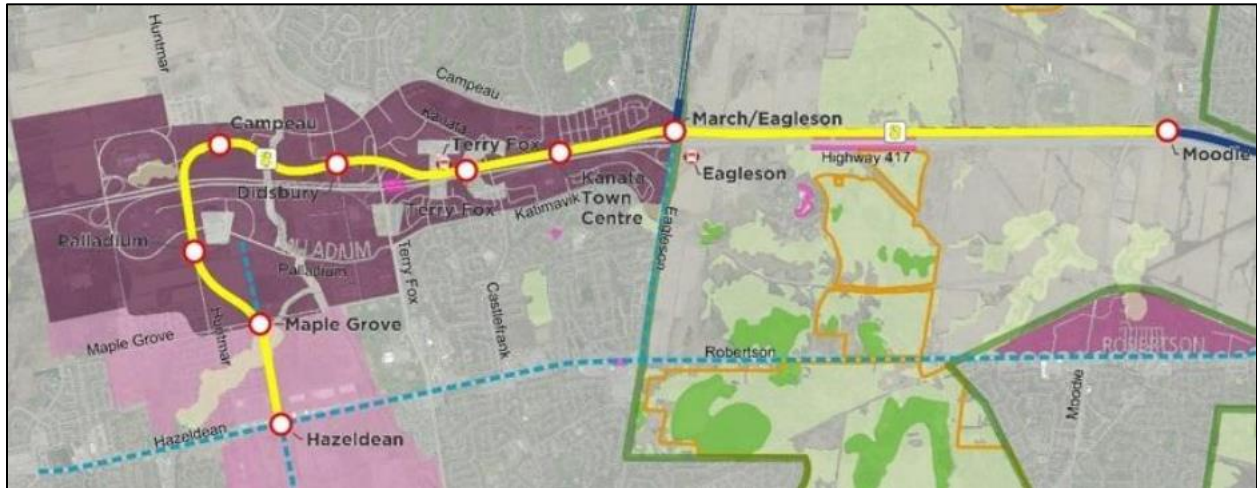 Huntmar
Campeau
Campeau
Kanata
Terry Fox
March/Eagleson
Highway 417
Moodie
Didsbury
Eagleson
Kanata
Town
Centre
Terry Fox
Katimavik
Palladium
PALLADIUM
Palladium
Terry Fox
Eagleson
Castlefrank
Huntmar
Maple Grove
Maple Grove
Robertson
ROBERTSON
Moodie
Hazeldean
Hazeldean